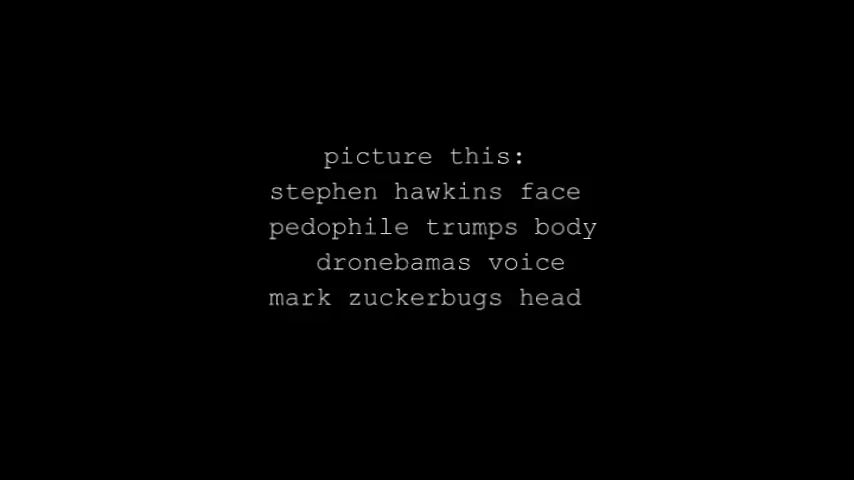 picture this:
stephen hawkins face
pedophile trumps body
dronebamas voice
mark zuckerbugs head